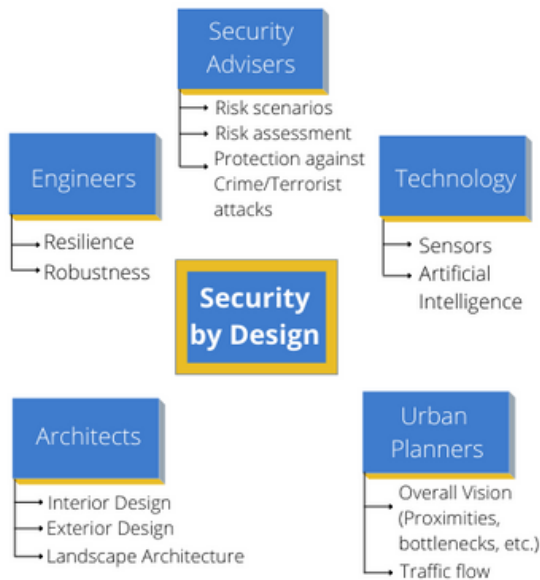 Security
Advisers
Risk scenarios
Risk assessment
Protection against
Crime/Terrorist
attacks
Engineers
Resilience
Robustness
Technology
Sensors
Artificial
Intelligence
Security
by Design
Architects
Interior Design
Exterior Design
Landscape Architecture
Urban
Planners
Overall Vision
(Proximities,
bottlenecks, etc.)
Traffic flow